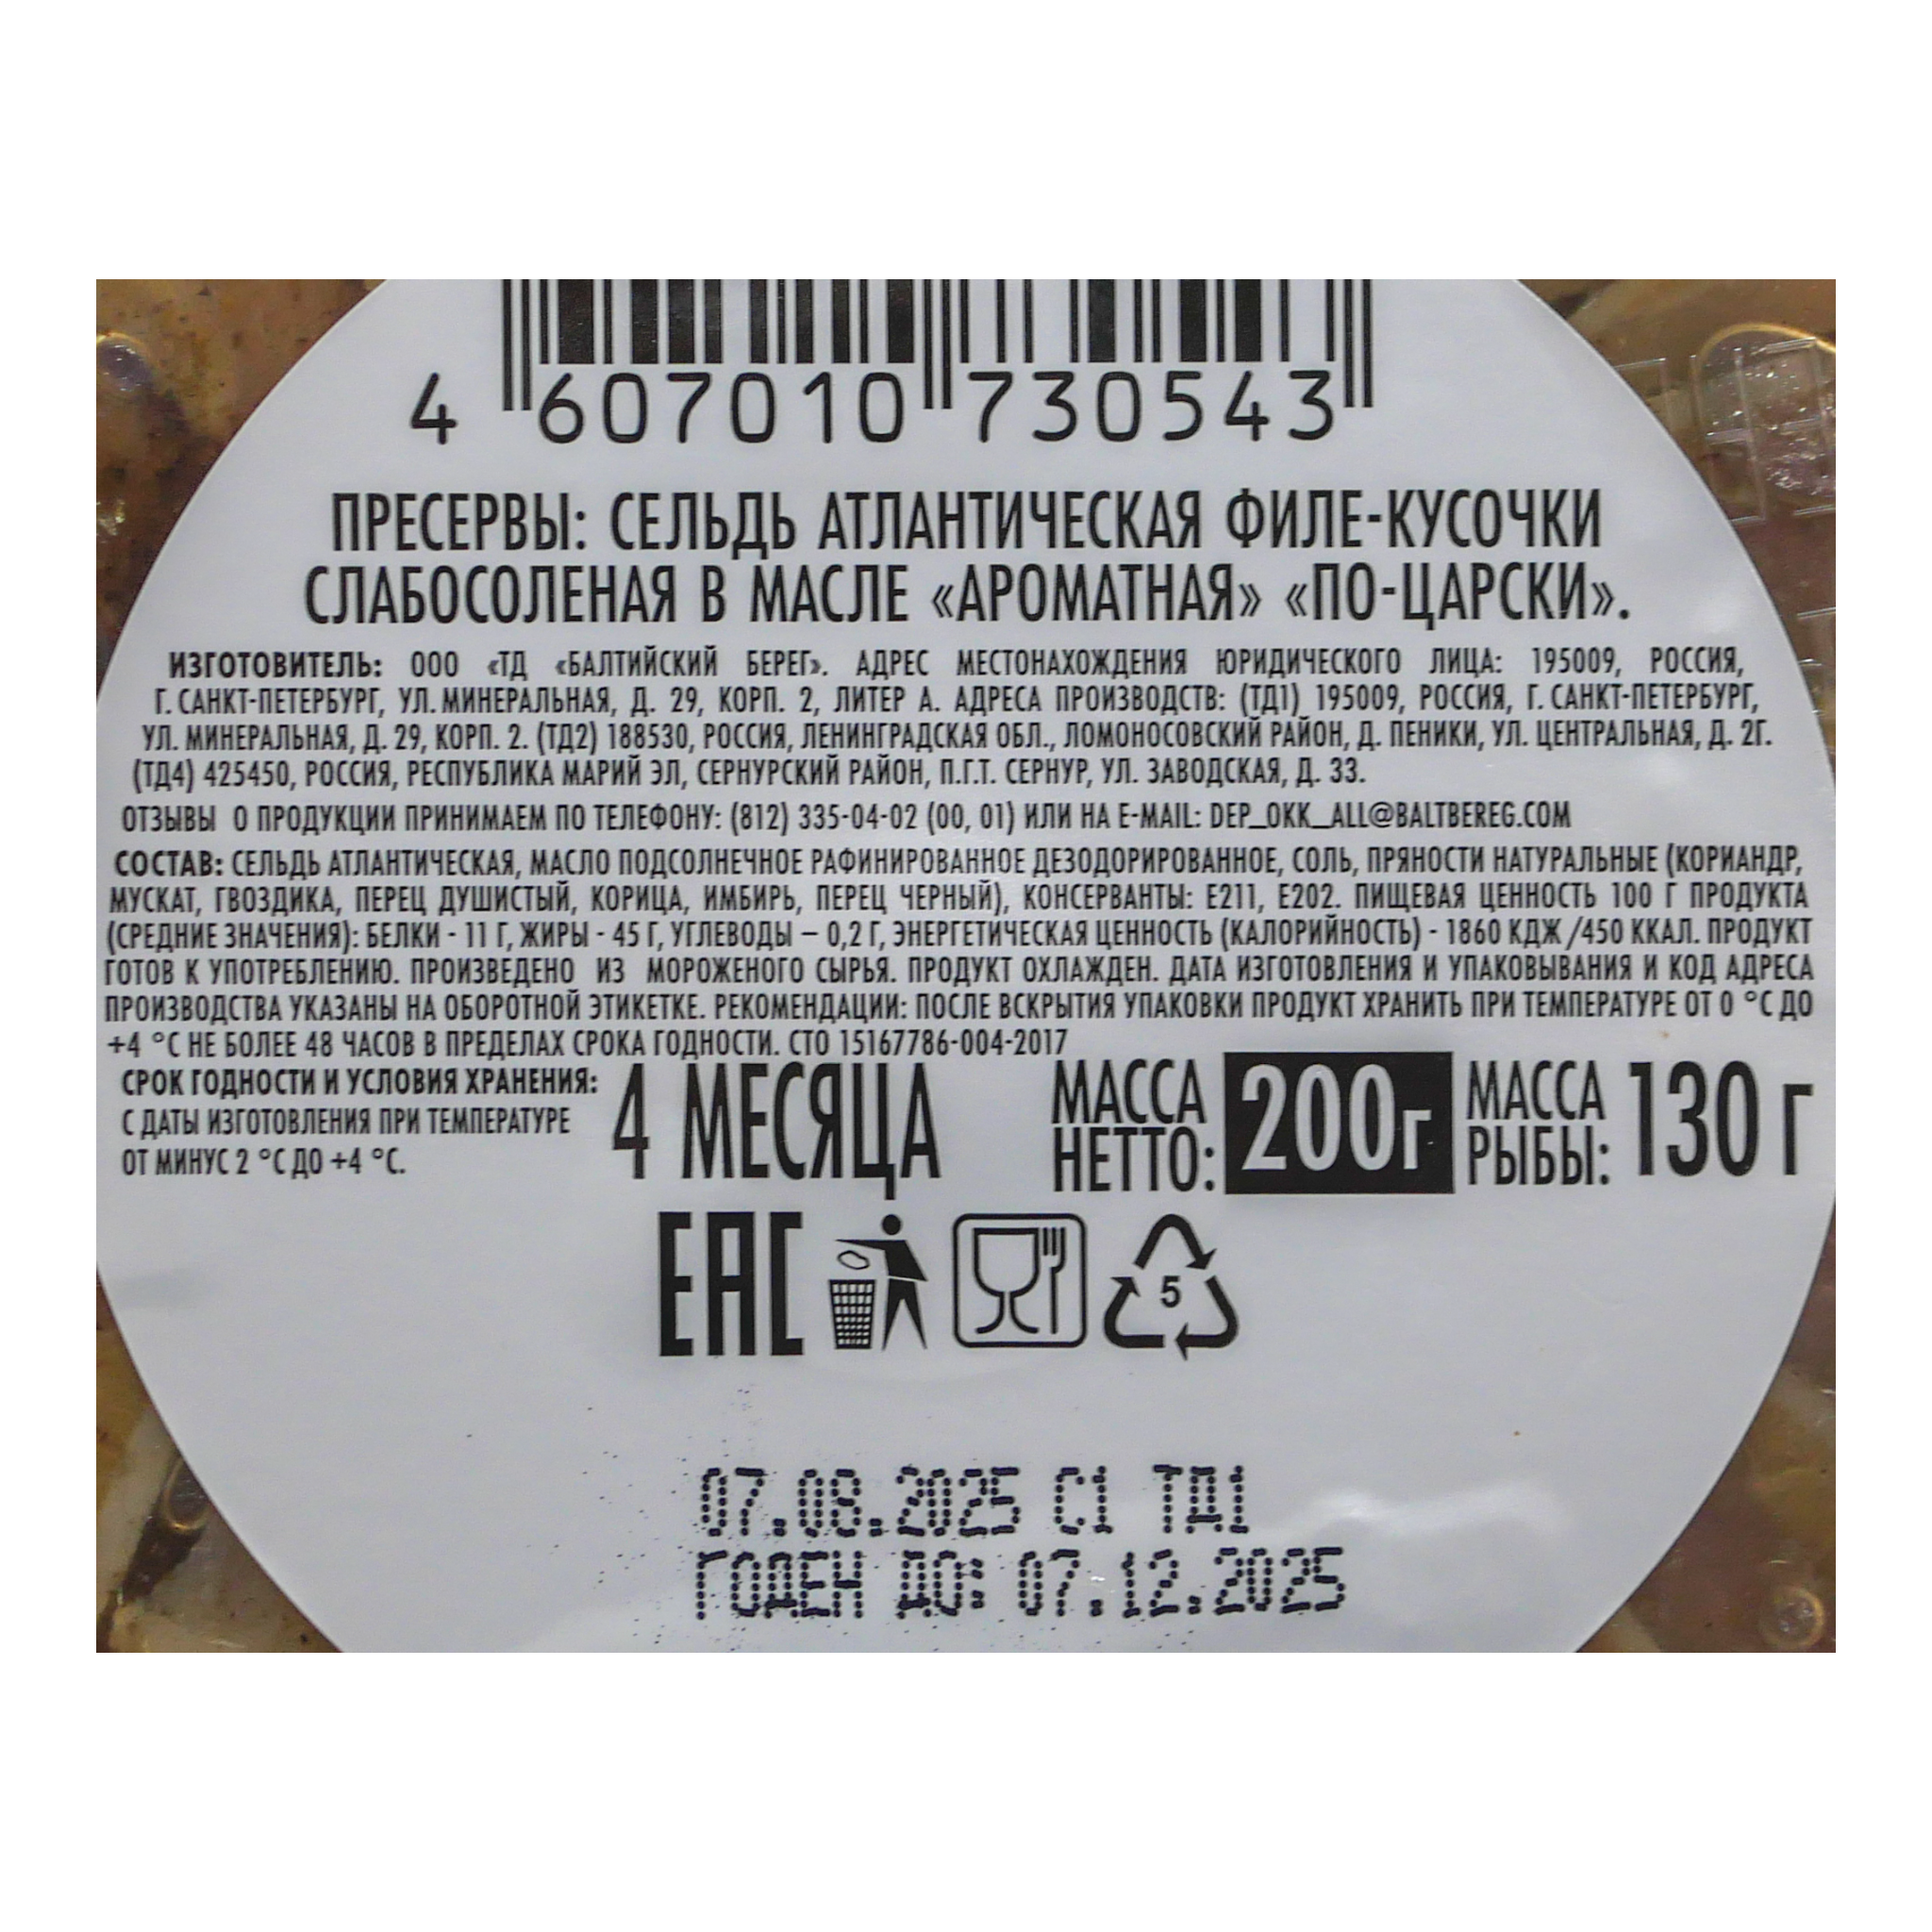 4 607010 730543
ПРЕСЕРВЫ: СЕЛЬДЬ АТЛАНТИЧЕСКАЯ ФИЛЕ-КУСОЧКИ
СЛАБОСОЛЕНАЯ В МАСЛЕ «АРОМАТНАЯ» «ПО-ЦАРСКИ».
ИЗГОТОВИТЕЛЬ: ООО «ТД «БАЛТИЙСКИЙ БЕРЕГ». АДРЕС МЕСТОНАХОЖДЕНИЯ ЮРИДИЧЕСКОГО ЛИЦА: 195009, РОССИЯ,
Г. САНКТ-ПЕТЕРБУРГ, УЛ. МИНЕРАЛЬНАЯ, Д. 29, КОРП. 2, ЛИТЕР А. АДРЕСА ПРОИЗВОДСТВ: (ТД1) 195009, РОССИЯ, Г. САНКТ-ПЕТЕРБУРГ,
УЛ. МИНЕРАЛЬНАЯ, Д. 29, КОРП. 2. (ТД2) 188530, РОССИЯ, ЛЕНИНГРАДСКАЯ ОБЛ., ЛОМОНОСОВСКИЙ РАЙОН, Д. ПЕНИКИ, УЛ. ЦЕНТРАЛЬНАЯ, Д. 2Г.
(ТД4) 425450, РОССИЯ, РЕСПУБЛИКА МАРИЙ ЭЛ, СЕРНУРСКИЙ РАЙОН, П.Г.Т. СЕРНУР, УЛ. ЗАВОДСКАЯ, Д. 33.
ОТЗЫВЫ О ПРОДУКЦИИ ПРИНИМАЕМ ПО ТЕЛЕФОНУ: (812) 335-04-02 (00, 01) ИЛИ НА E-MAIL: DEP_OKK_ALL@BALTBEREG.COM
СОСТАВ: СЕЛЬДЬ АТЛАНТИЧЕСКАЯ, МАСЛО ПОДСОЛНЕЧНОЕ РАФИНИРОВАННОЕ ДЕЗОДОРИРОВАННОЕ, СОЛЬ, ПРЯНОСТИ НАТУРАЛЬНЫЕ (КОРИАНДР,
МУСКАТ, ГВОЗДИКА, ПЕРЕЦ ДУШИСТЫЙ, КОРИЦА, ИМБИРЬ, ПЕРЕЦ ЧЕРНЫЙ), КОНСЕРВАНТЫ: Е211, Е202. ПИЩЕВАЯ ЦЕННОСТЬ 100 Г ПРОДУКТА
(СРЕДНИЕ ЗНАЧЕНИЯ): БЕЛКИ - 11 Г, ЖИРЫ - 45 Г, УГЛЕВОДЫ – 0,2 Г, ЭНЕРГЕТИЧЕСКАЯ ЦЕННОСТЬ (КАЛОРИЙНОСТЬ) - 1860 КДЖ /450 ККАЛ. ПРОДУКТ
ГОТОВ К УПОТРЕБЛЕНИЮ. ПРОИЗВЕДЕНО ИЗ МОРОЖЕНОГО СЫРЬЯ. ПРОДУКТ ОХЛАЖДЕН. ДАТА ИЗГОТОВЛЕНИЯ И УПАКОВЫВАНИЯ И КОД АДРЕСА
ПРОИЗВОДСТВА УКАЗАНЫ НА ОБОРОТНОЙ ЭТИКЕТКЕ. РЕКОМЕНДАЦИИ: ПОСЛЕ ВСКРЫТИЯ УПАКОВКИ ПРОДУКТ ХРАНИТЬ ПРИ ТЕМПЕРАТУРЕ ОТ 0 °С ДО
+4 °С НЕ БОЛЕЕ 48 ЧАСОВ В ПРЕДЕЛАХ СРОКА ГОДНОСТИ. СТО 15167786-004-2017
СРОК ГОДНОСТИ И УСЛОВИЯ ХРАНЕНИЯ:
С ДАТЫ ИЗГОТОВЛЕНИЯ ПРИ ТЕМПЕРАТУРЕ
ОТ МИНУС 2 °С ДО +4 °С.
4 МЕСЯЦА
МАССА
НЕТТО: 200г
МАССА
РЫБЫ: 130 г
ЕАС
5
07.08.2025 С1 ТД1
ГОДЕН ДО: 07.12.2025